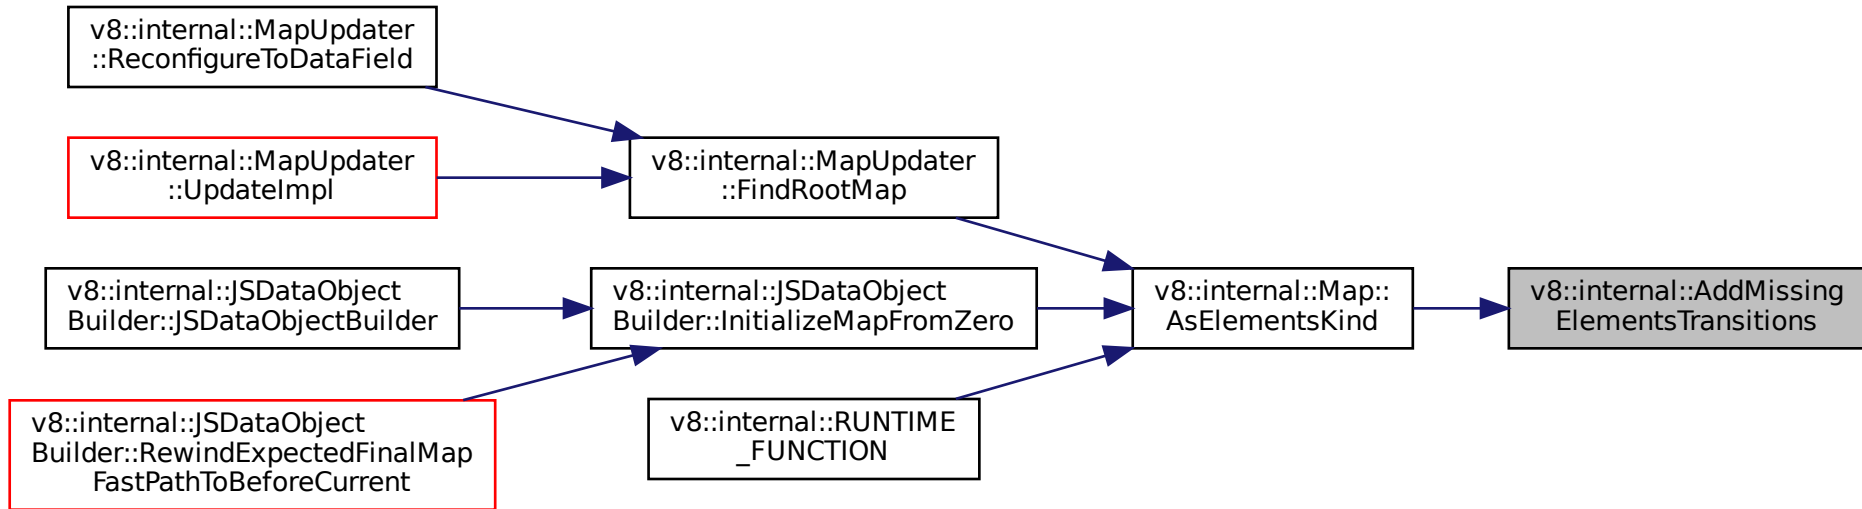 v8::internal::MapUpdater
::ReconfigureToDataField
v8::internal::MapUpdater
::UpdateImpl
v8::internal::MapUpdater
::FindRootMap
v8::internal::JSDataObject
Builder::JSDataObjectBuilder
v8::internal::JSDataObject
Builder::InitializeMapFromZero
v8::internal::Map::
AsElementsKind
v8::internal::AddMissing
ElementsTransitions
v8::internal::JSDataObject
Builder::RewindExpectedFinalMap
FastPathToBeforeCurrent
v8::internal::RUNTIME
_FUNCTION